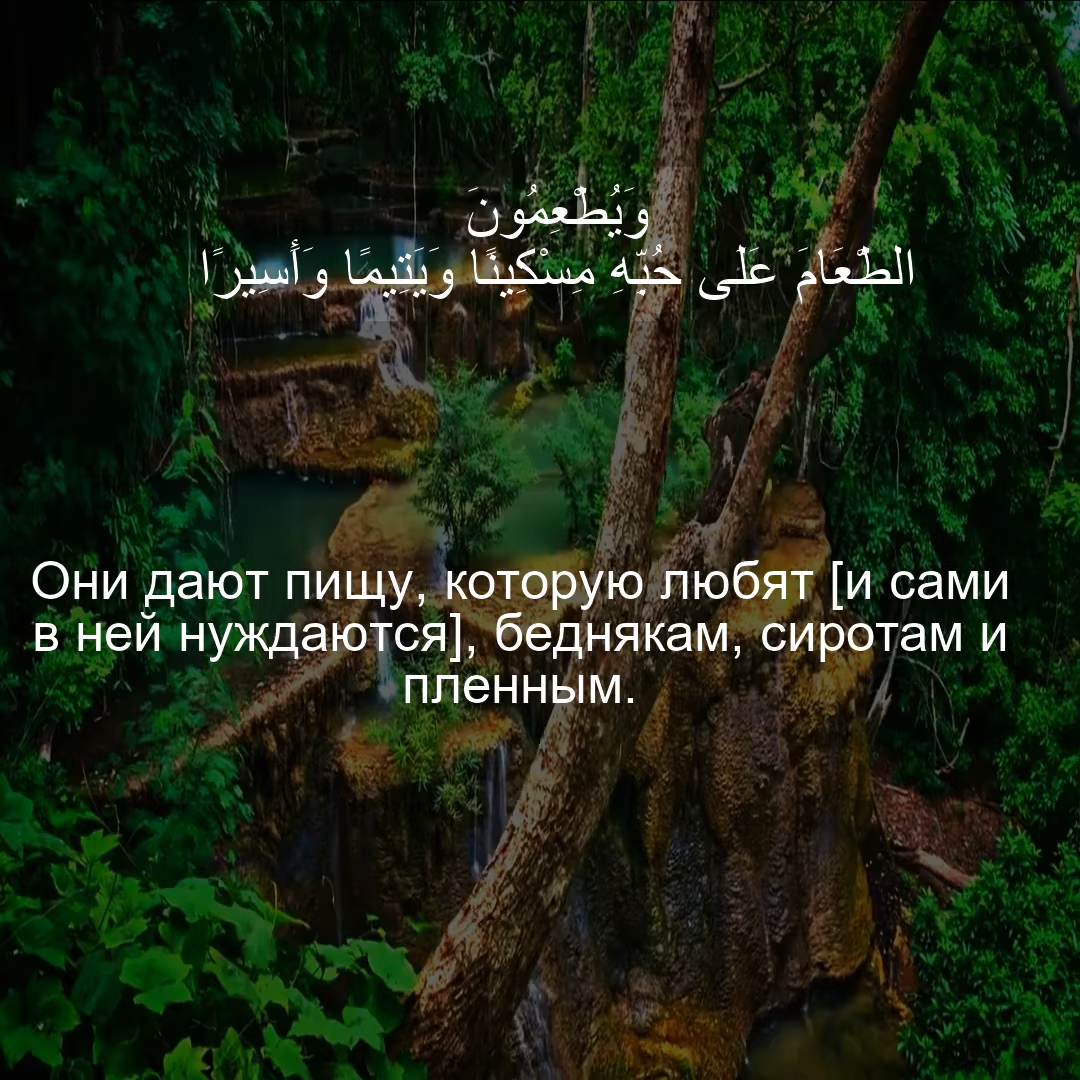 وَيُطْعِمُونَ
الطَّعَامَ عَلَى حُبِّهِ مِسْكِينًا وَيَتِيمًا وَأَسِيرًا
Они дают пищу, которую любят [и сами
в ней нуждаются], беднякам, сиротам и
пленным.